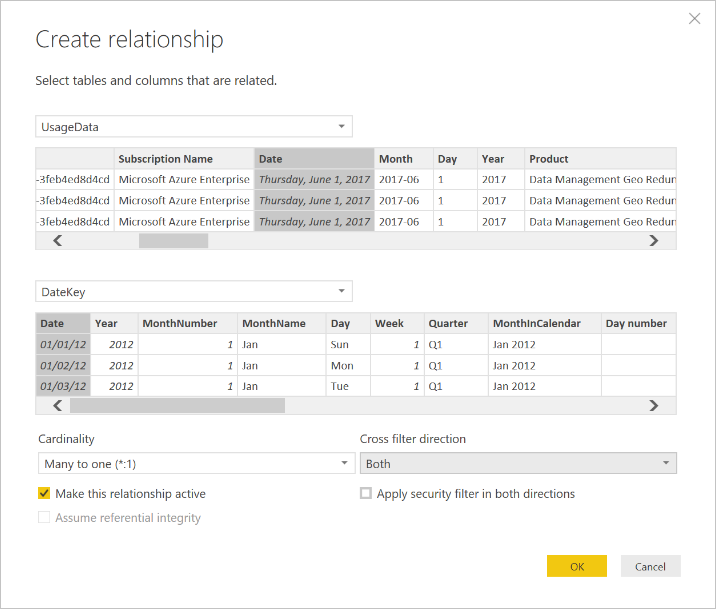 Create relationship
Select tables and columns that are related.
UsageData
Subscription Name Date Month Day Year Product
-3feb4ed8d4cd Microsoft Azure Enterprise Thursday, June 1, 2017 2017-06 1 2017 Data Management Geo Redun
-3feb4ed8d4cd Microsoft Azure Enterprise Thursday, June 1, 2017 2017-06 1 2017 Data Management Geo Redun
-3feb4ed8d4cd Microsoft Azure Enterprise Thursday, June 1, 2017 2017-06 1 2017 Data Management Geo Redun
DateKey
Date Year MonthNumber MonthName Day Week Quarter MonthInCalendar Day number
01/01/12 2012 1 Jan Sun 1 Q1 Jan 2012
01/02/12 2012 1 Jan Mon 1 Q1 Jan 2012
01/03/12 2012 1 Jan Tue 1 Q1 Jan 2012
Cardinality Cross filter direction
Many to one (*:1) Both
Make this relationship active Apply security filter in both directions
Assume referential integrity
OK Cancel